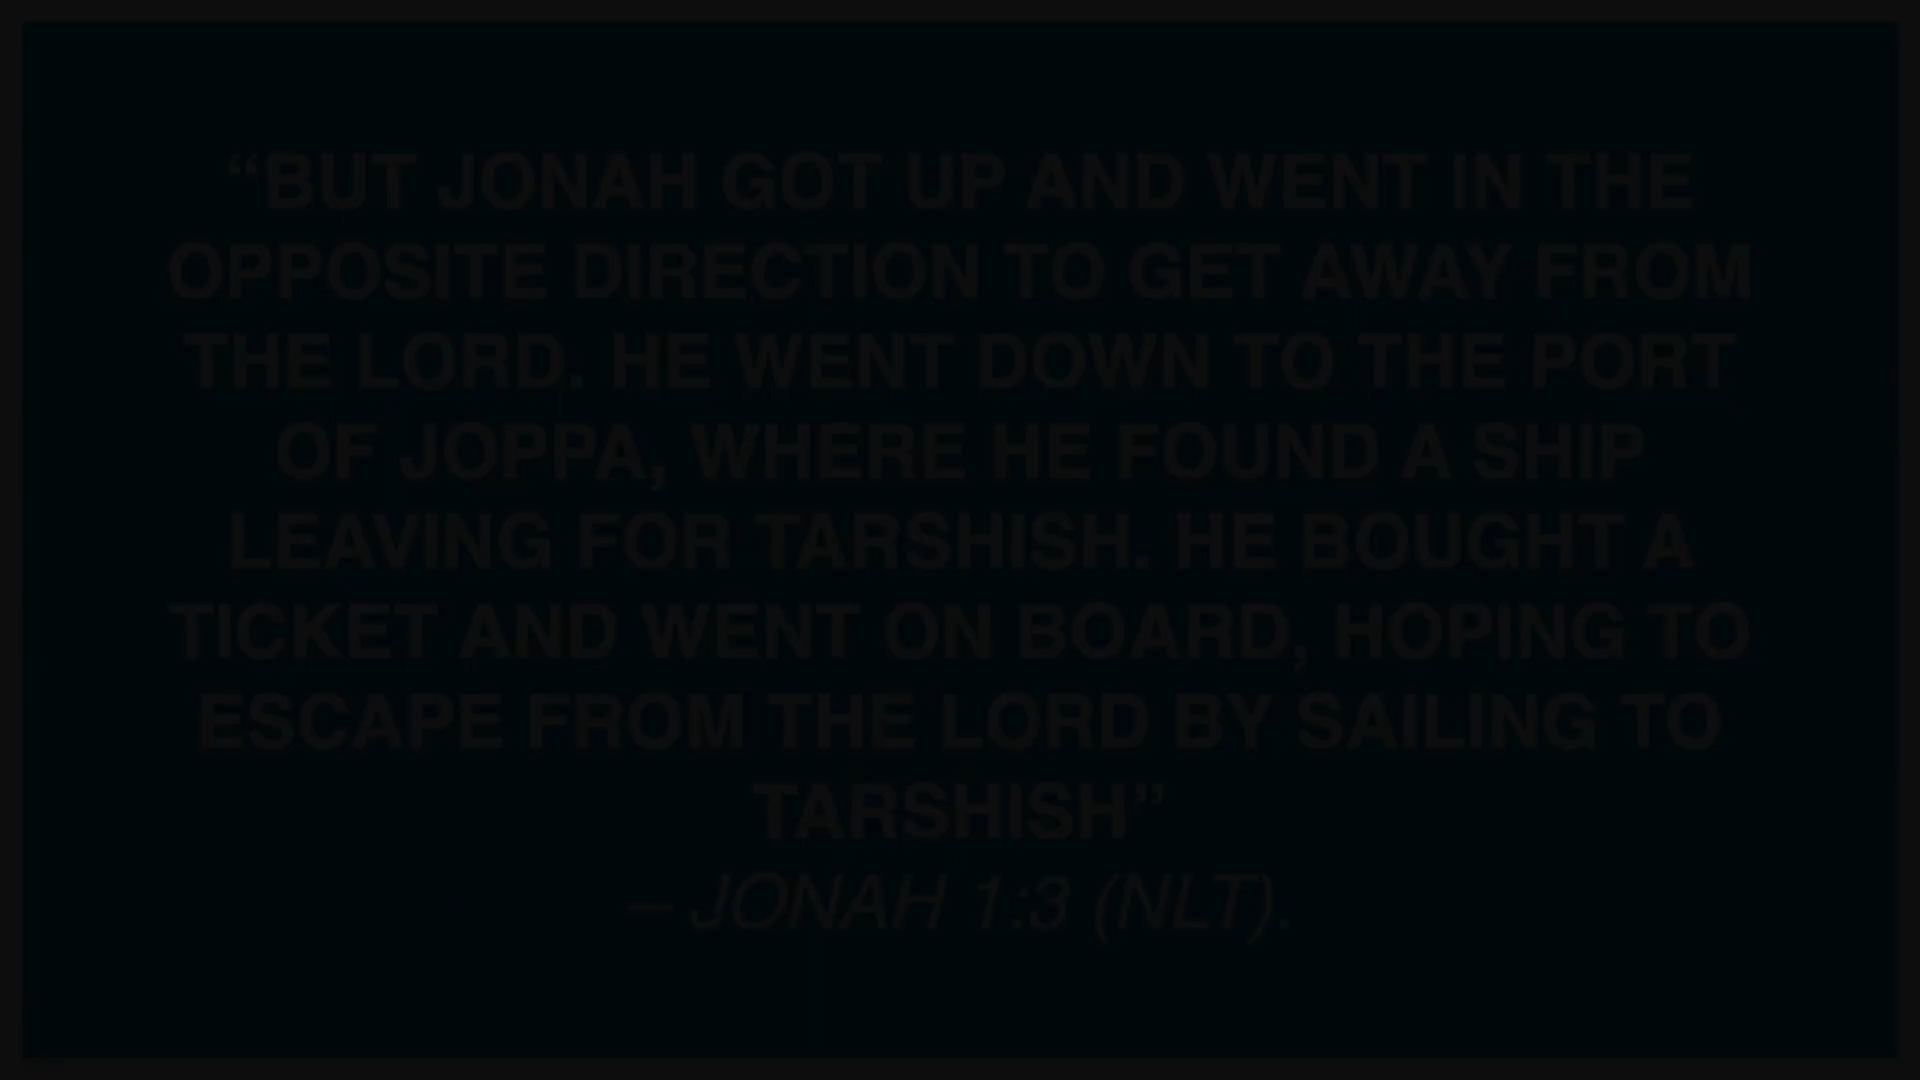 “BUT JONAH GOT UP AND WENT IN THE
OPPOSITE DIRECTION TO GET AWAY FROM
THE LORD. HE WENT DOWN TO THE PORT
OF JOPPA, WHERE HE FOUND A SHIP
LEAVING FOR TARSHISH. HE BOUGHT A
TICKET AND WENT ON BOARD, HOPING TO
ESCAPE FROM THE LORD BY SAILING TO
TARSHISH”
– JONAH 1:3 (NLT).